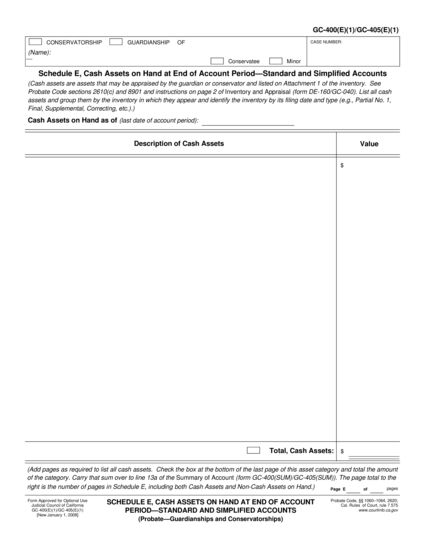 GC-400(E)(1)/GC-405(E)(1)
CONSERVATORSHIP GUARDIANSHIP OF
CASE NUMBER:
(Name):
Conservatee Minor
Schedule E, Cash Assets on Hand at End of Account Period—Standard and Simplified Accounts
(Cash assets are assets that may be appraised by the guardian or conservator and listed on Attachment 1 of the inventory. See
Probate Code sections 2610(c) and 8901 and instructions on page 2 of Inventory and Appraisal (form DE-160/GC-040). List all cash
assets and group them by the inventory in which they appear and identify the inventory by its filing date and type (e.g., Partial No. 1,
Final, Supplemental, Correcting, etc.).)
Cash Assets on Hand as of (last date of account period):
Description of Cash Assets Value
$
Total, Cash Assets: $
(Add pages as required to list all cash assets. Check the box at the bottom of the last page of this asset category and total the amount
of the category. Carry that sum over to line 13a of the Summary of Account (form GC-400(SUM)/GC-405(SUM)). The page total to the
right is the number of pages in Schedule E, including both Cash Assets and Non-Cash Assets on Hand.)
Page E of pages
Form Approved for Optional Use
Judicial Council of California
GC-400(E)(1)/GC-405(E)(1)
[New January 1, 2008]
SCHEDULE E, CASH ASSETS ON HAND AT END OF ACCOUNT
PERIOD—STANDARD AND SIMPLIFIED ACCOUNTS
(Probate—Guardianships and Conservatorships)
Probate Code, §§ 1060–1064, 2620;
Cal. Rules of Court, rule 7.575
www.courtinfo.ca.gov